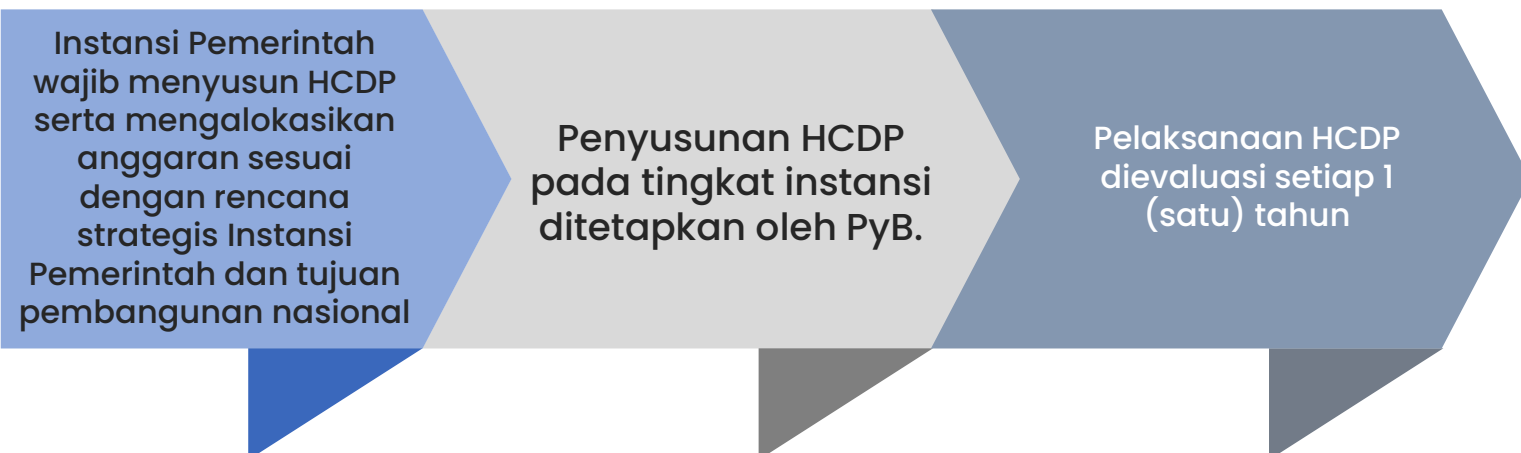 Instansi Pemerintah
wajib menyusun HCDP
serta mengalokasikan
anggaran sesuai
dengan rencana
strategis Instansi
Pemerintah dan tujuan
pembangunan nasional
Penyusunan HCDP
pada tingkat instansi
ditetapkan oleh PyB.
Pelaksanaan HCDP
dievaluasi setiap 1
(satu) tahun